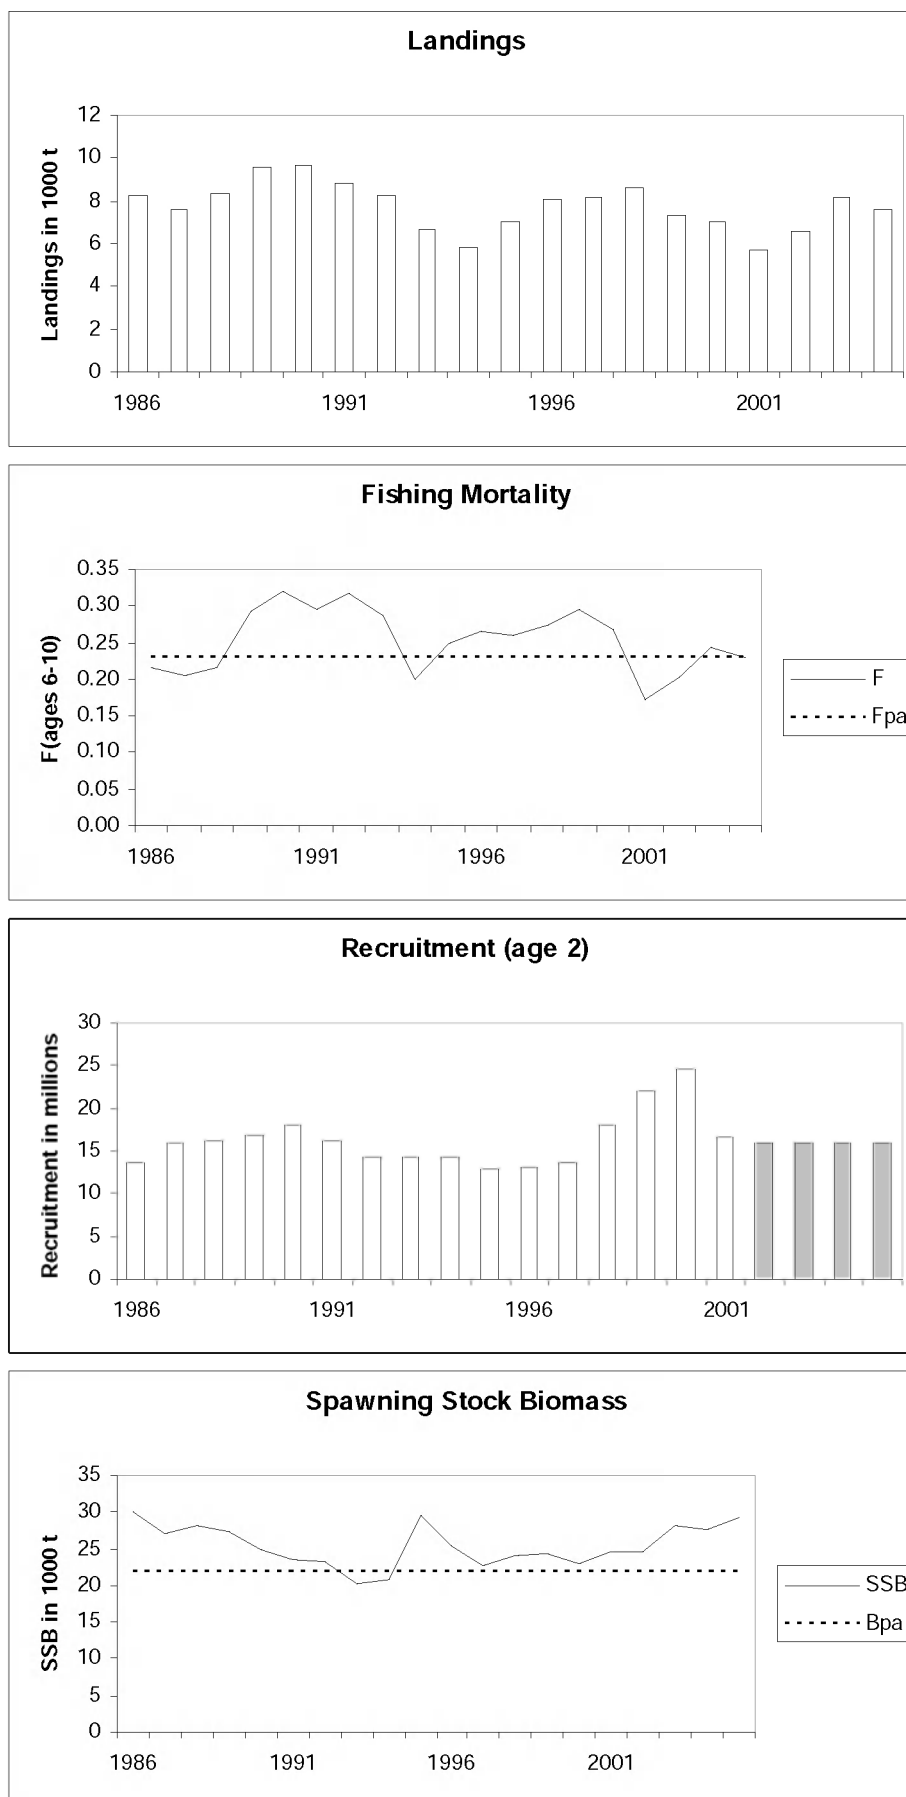 Landings
Landings in 1000 t
12
10
8
6
4
2
0
1986 1991 1996 2001
Fishing Mortality
F(ages 6-10)
0.35
0.30
0.25
0.20
0.15
0.10
0.05
0.00
1986 1991 1996 2001
F
Fpa
Recruitment (age 2)
Recruitment in millions
30
25
20
15
10
5
0
1986 1991 1996 2001
Spawning Stock Biomass
SSB in 1000 t
35
30
25
20
15
10
5
0
1986 1991 1996 2001
SSB
Bpa